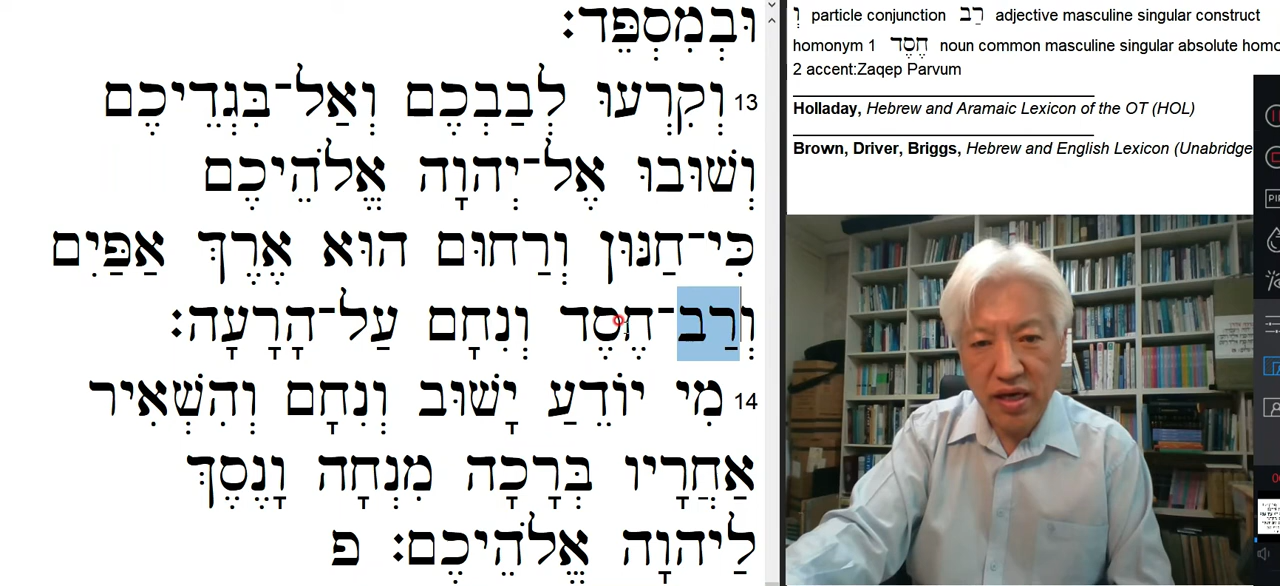 וּבְמִסְפֵּד׃
13 וְקִרְעוּ לְבַבְכֶם וְאַל־בִּגְדֵיכֶם
וְשׁוּבוּ אֶל־יְהוָה אֱלֹהֵיכֶם
כִּי־חַנּוּן וְרַחוּם הוּא אֶרֶךְ אַפַּיִם
וְרַב־חֶסֶד וְנִחָם עַל־הָרָעָה׃
14 מִי יוֹדֵעַ יָשׁוּב וְנִחָם וְהִשְׁאִיר
אַחֲרָיו בְּרָכָה מִנְחָה וָנֶסֶךְ
לַיהוָה אֱלֹהֵיכֶם׃ פ
וְ particle conjunction רַב adjective masculine singular construct
homonym 1 חֶסֶד noun common masculine singular absolute homo
2 accent:Zaqep Parvum
Holladay, Hebrew and Aramaic Lexicon of the OT (HOL)
Brown, Driver, Briggs, Hebrew and English Lexicon (Unabridge